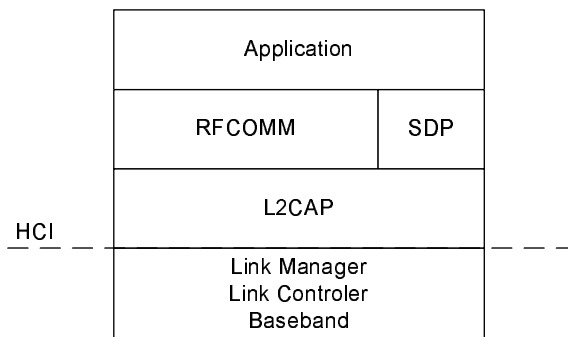 Application
RFCOMM
SDP
L2CAP
HCI
Link Manager
Link Controler
Baseband